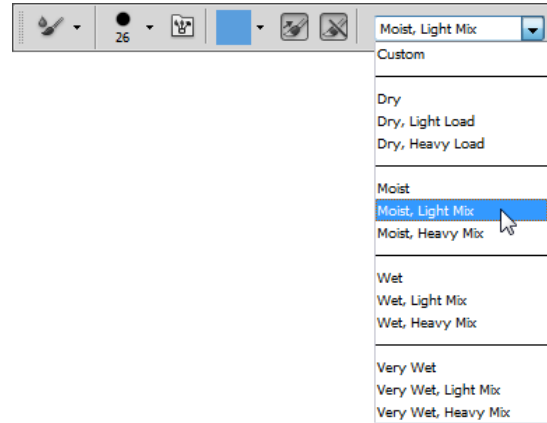 26
Moist, Light Mix
Custom
Dry
Dry, Light Load
Dry, Heavy Load
Moist
Moist, Light Mix
Moist, Heavy Mix
Wet
Wet, Light Mix
Wet, Heavy Mix
Very Wet
Very Wet, Light Mix
Very Wet, Heavy Mix